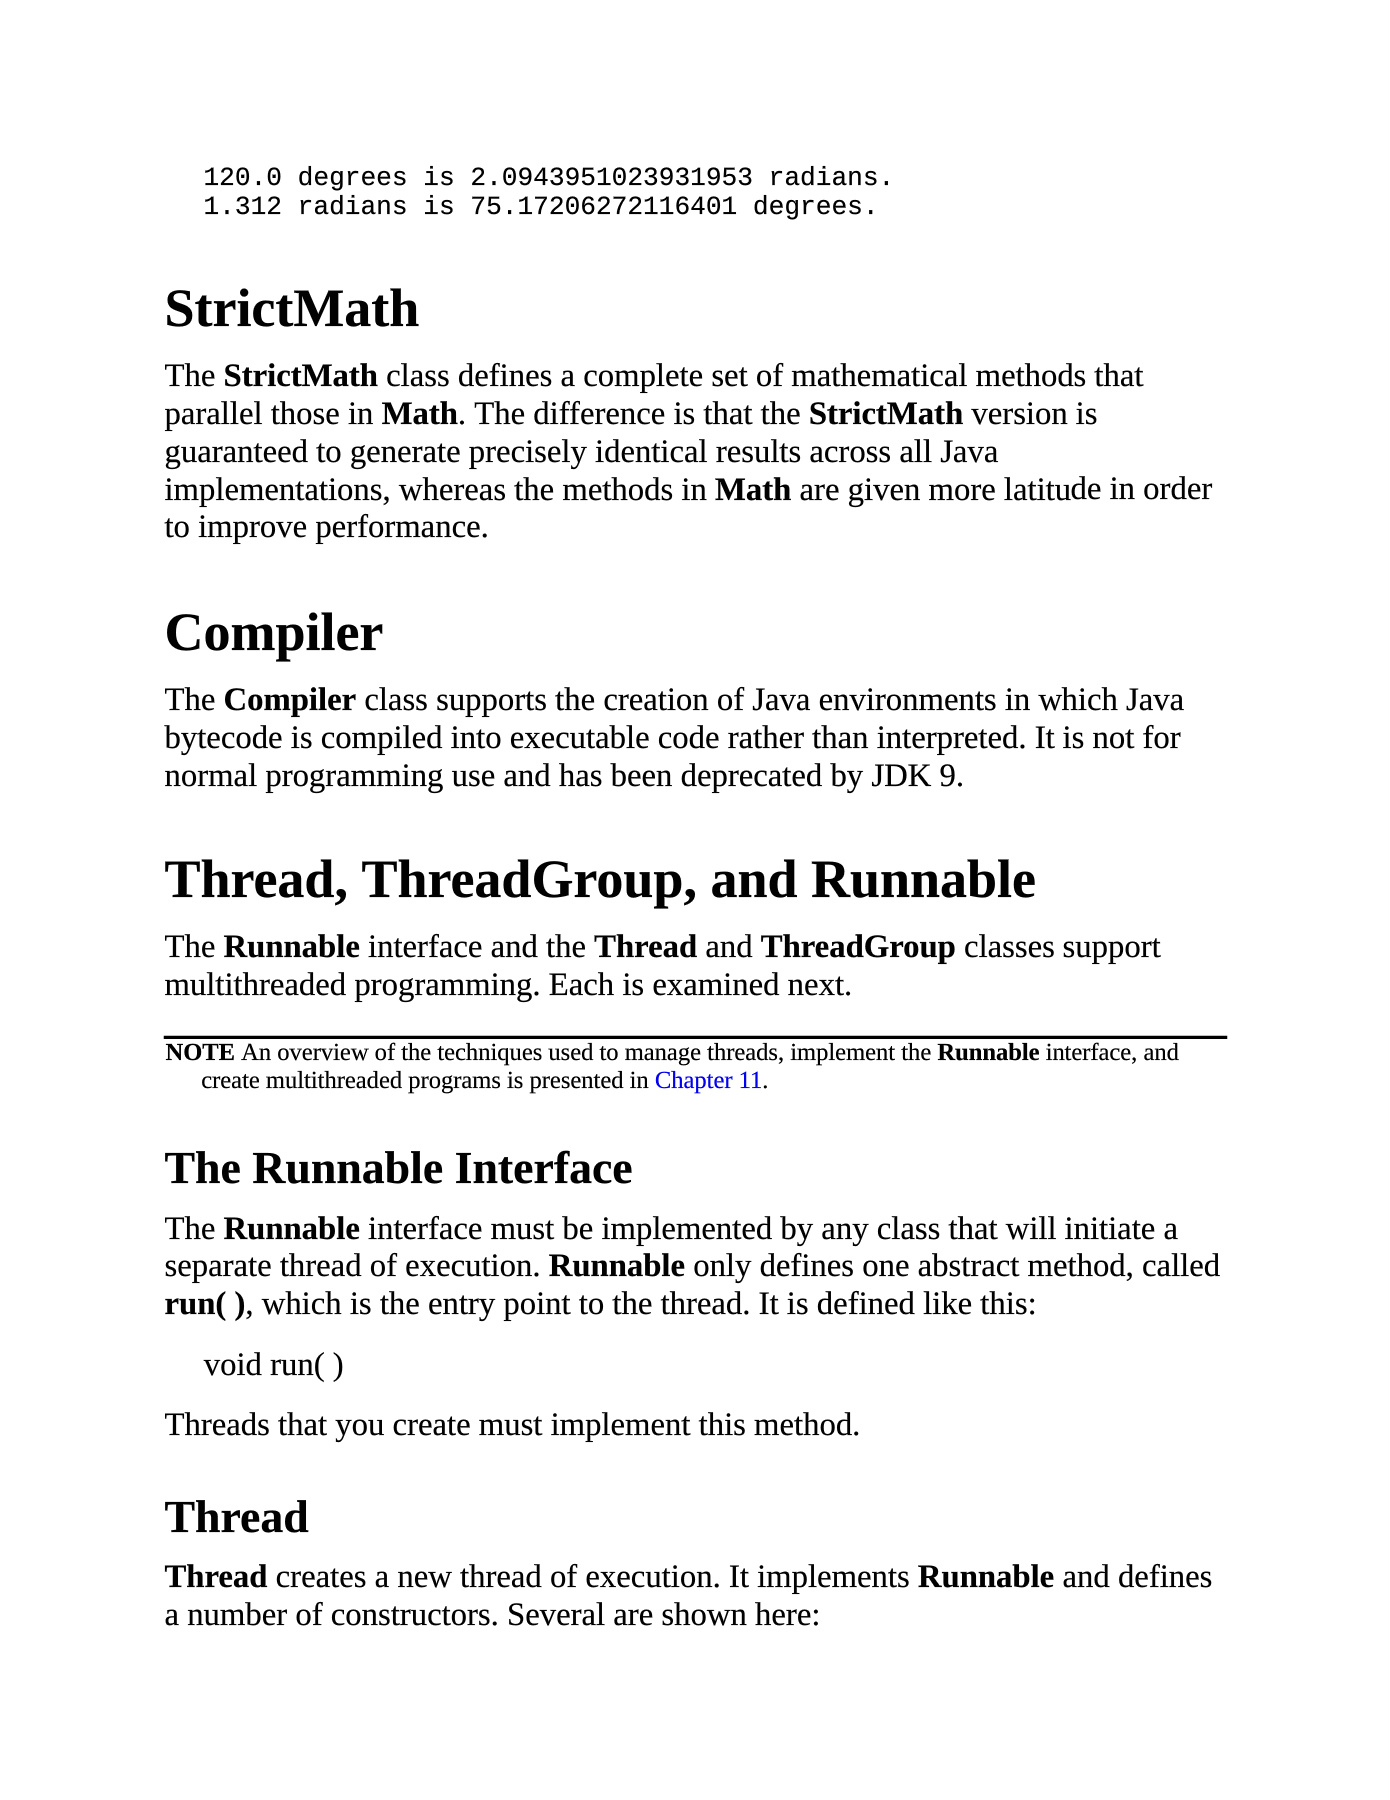 120.0 degrees is 2.0943951023931953 radians.
1.312 radians is 75.17206272116401 degrees.
StrictMath
The StrictMath class defines a complete set of mathematical methods that
parallel those in Math. The difference is that the StrictMath version is
guaranteed to generate precisely identical results across all Java
implementations, whereas the methods in Math are given more latitude in order
to improve performance.
Compiler
The Compiler class supports the creation of Java environments in which Java
bytecode is compiled into executable code rather than interpreted. It is not for
normal programming use and has been deprecated by JDK 9.
Thread, ThreadGroup, and Runnable
The Runnable interface and the Thread and ThreadGroup classes support
multithreaded programming. Each is examined next.
NOTE An overview of the techniques used to manage threads, implement the Runnable interface, and
create multithreaded programs is presented in Chapter 11.
The Runnable Interface
The Runnable interface must be implemented by any class that will initiate a
separate thread of execution. Runnable only defines one abstract method, called
run( ), which is the entry point to the thread. It is defined like this:
void run( )
Threads that you create must implement this method.
Thread
Thread creates a new thread of execution. It implements Runnable and defines
a number of constructors. Several are shown here: